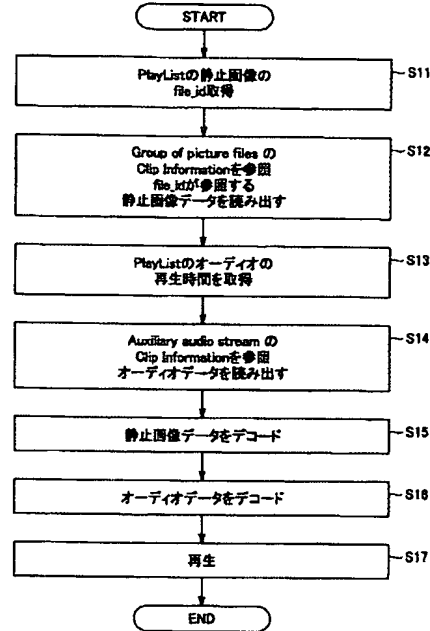 START
PlayListの静止画像の
file_id取得
S11
Group of picture files の
Clip Informationを参照
file_idが参照する
静止画像データを読み出す
S12
PlayListのオーディオの
再生時間を取得
S13
Auxiliary audio stream の
Clip Informationを参照
オーディオデータを読み出す
S14
静止画像データをデコード
S15
オーディオデータをデコード
S16
再生
S17
END